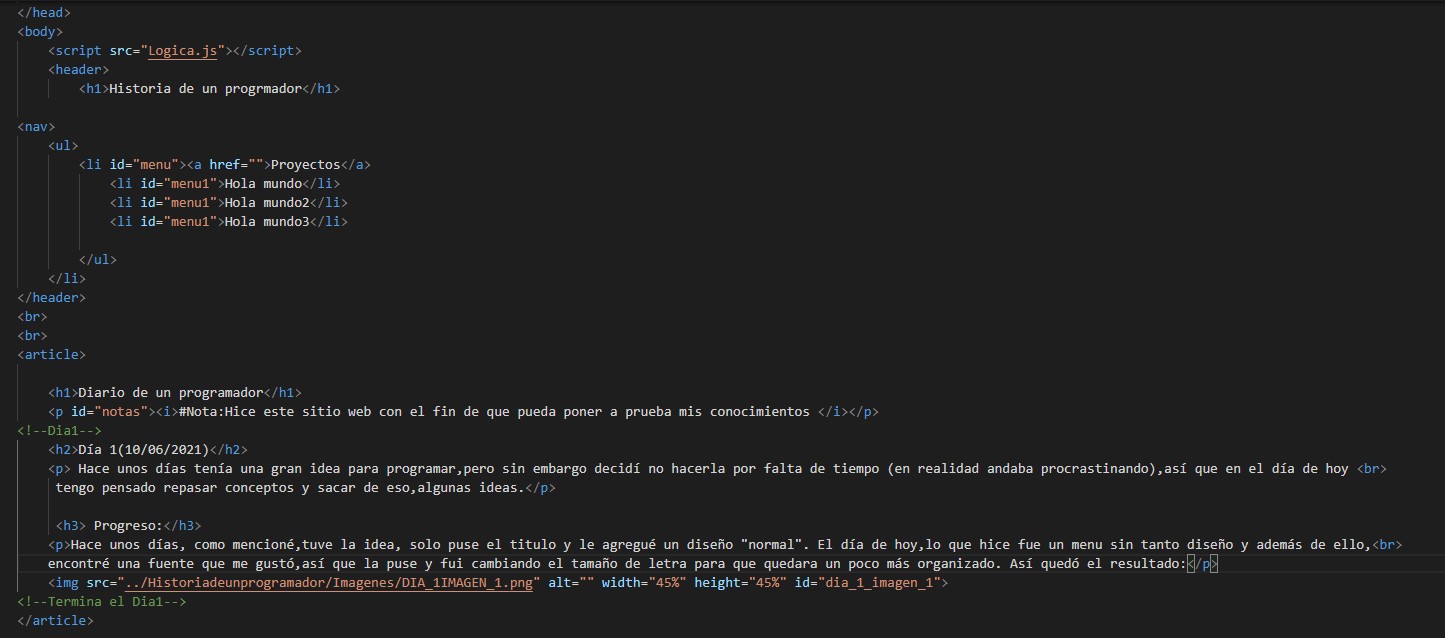 </head>
<body>
<script src="Logica.js"></script>
<header>
<h1>Historia de un progrmador</h1>
<nav>
<ul>
<li id="menu"><a href="">Proyectos</a>
<li id="menu1">Hola mundo</li>
<li id="menu1">Hola mundo2</li>
<li id="menu1">Hola mundo3</li>
</ul>
</li>
</header>
<br>
<br>
<article>
<h1>Diario de un programador</h1>
<p id="notas"><i>#Nota:Hice este sitio web con el fin de que pueda poner a prueba mis conocimientos </i></p>
<!--Dia1-->
<h2>Día 1(10/06/2021)</h2>
<p> Hace unos días tenía una gran idea para programar,pero sin embargo decidí no hacerla por falta de tiempo (en realidad andaba procrastinando),así que en el día de hoy <br>
tengo pensado repasar conceptos y sacar de eso,algunas ideas.</p>
<h3> Progreso:</h3>
<p>Hace unos días, como mencioné,tuve la idea, solo puse el titulo y le agregué un diseño "normal". El día de hoy,lo que hice fue un menu sin tanto diseño y además de ello,<br>
encontré una fuente que me gustó,así que la puse y fui cambiando el tamaño de letra para que quedara un poco más organizado. Así quedó el resultado:</p>
<img src="../Historiadeunprogramador/Imagenes/DIA_1IMAGEN_1.png" alt="" width="45%" height="45%" id="dia_1_imagen_1">
<!--Termina el Dia1-->
</article>